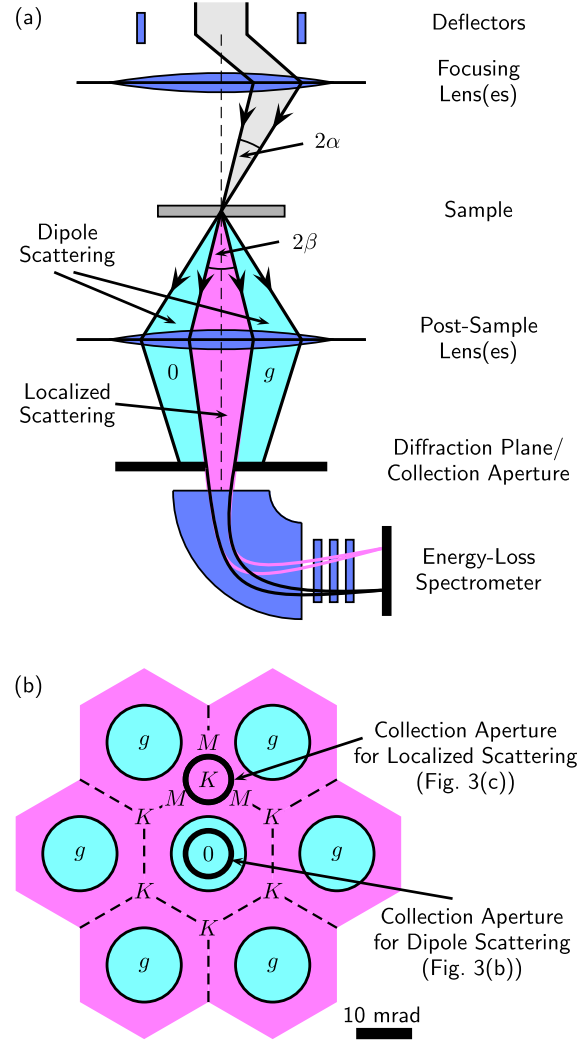 (a)
Deflectors
Focusing
Lens(es)
2α
Sample
Dipole
Scattering
2β
Post-Sample
Lens(es)
0
g
Localized
Scattering
Diffraction Plane/
Collection Aperture
Energy-Loss
Spectrometer
(b)
g
g
M
Collection Aperture
for Localized Scattering
(Fig. 3(c))
K
M
M
K
K
g
0
g
K
K
K
Collection Aperture
for Dipole Scattering
(Fig. 3(b))
g
g
10 mrad